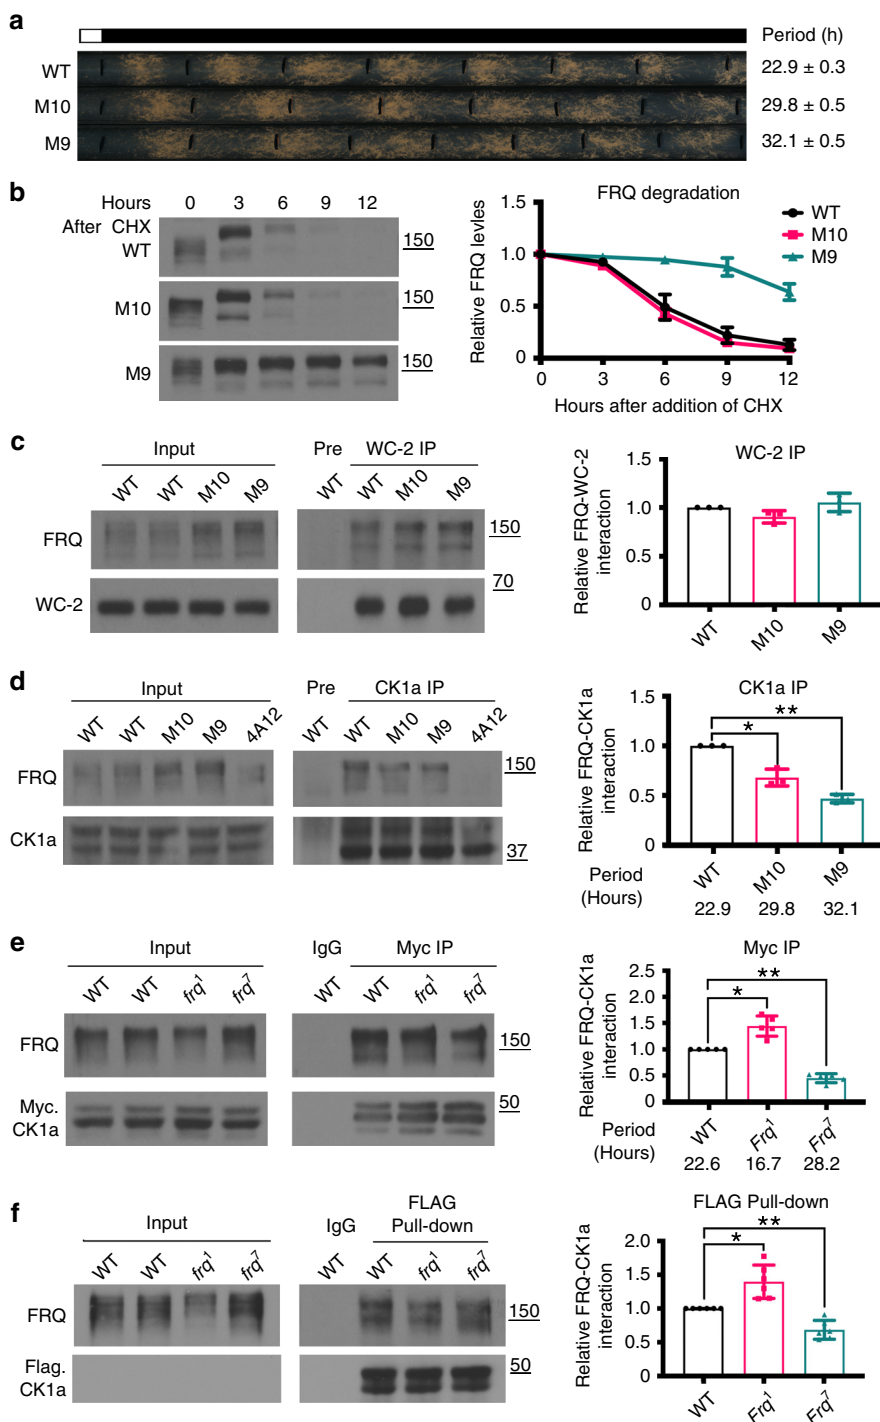 a
Period (h)
WT
22.9 ± 0.3
M10
29.8 ± 0.5
M9
32.1 ± 0.5
b
Hours 0 3 6 9 12
After CHX
WT
150
M10
150
M9
150
FRQ degradation
Relative FRQ levles
1.5
1.0
0.5
0
0 3 6 9 12
Hours after addition of CHX
WT
M10
M9
c
Input
Pre WC-2 IP
WT WT M10 M9
WT WT M10 M9
FRQ
150
WC-2
70
WC-2 IP
Relative FRQ-WC-2
interaction
1.5
1.0
0.5
0
WT M10 M9
d
Input
Pre CK1a IP
WT WT M10 M9 4A12
WT WT M10 M9 4A12
FRQ
150
CK1a
37
CK1a IP
Relative FRQ-CK1a
interaction
1.5
1.0
0.5
0
* **
WT M10 M9
Period
(Hours)
22.9 29.8 32.1
e
Input
IgG Myc IP
WT WT frq1 frq7
WT WT frq1 frq7
FRQ
150
Myc.
CK1a
50
Myc IP
Relative FRQ-CK1a
interaction
2.5
2.0
1.5
1.0
0.5
0
* **
WT Frq1 Frq7
Period
(Hours)
22.6 16.7 28.2
f
Input
IgG
FLAG
Pull-down
WT WT frq1 frq7
WT WT frq1 frq7
FRQ
150
Flag.
CK1a
50
FLAG Pull-down
Relative FRQ-CK1a
interaction
2.0
1.5
1.0
0.5
0
* **
WT Frq1 Frq7